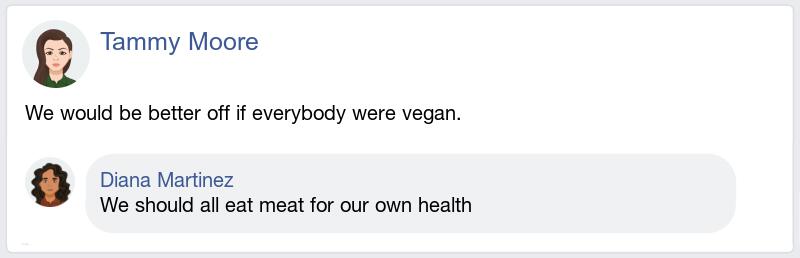 Tammy Moore
We would be better off if everybody were vegan.
Diana Martinez
We should all eat meat for our own health